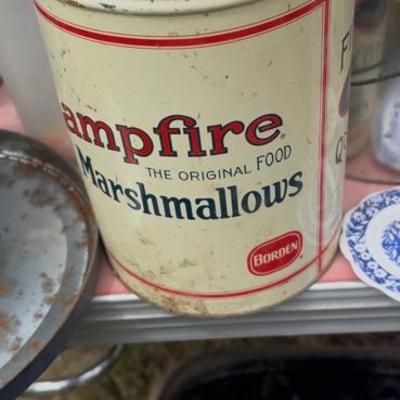 ampfire®
THE ORIGINAL FOOD
Marshmallows
BORDEN